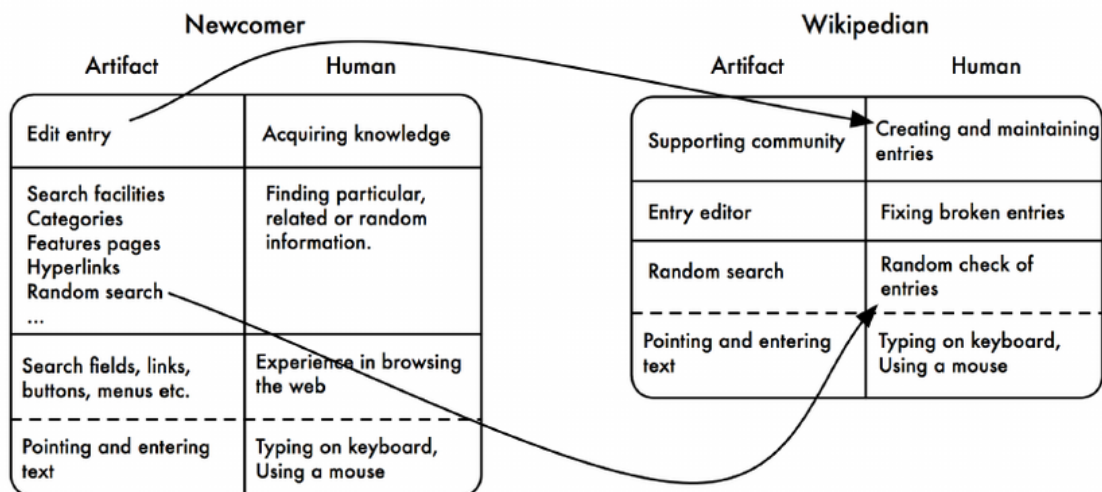 Newcomer
Artifact
Human
Edit entry
Acquiring knowledge
Search facilities
Categories
Features pages
Hyperlinks
Random search
...
Finding particular,
related or random
information.
Search fields, links,
buttons, menus etc.
Experience in browsing
the web
Pointing and entering
text
Typing on keyboard,
Using a mouse
Wikipedian
Artifact
Human
Supporting community
Creating and maintaining
entries
Entry editor
Fixing broken entries
Random search
Random check of
entries
Pointing and entering
text
Typing on keyboard,
Using a mouse